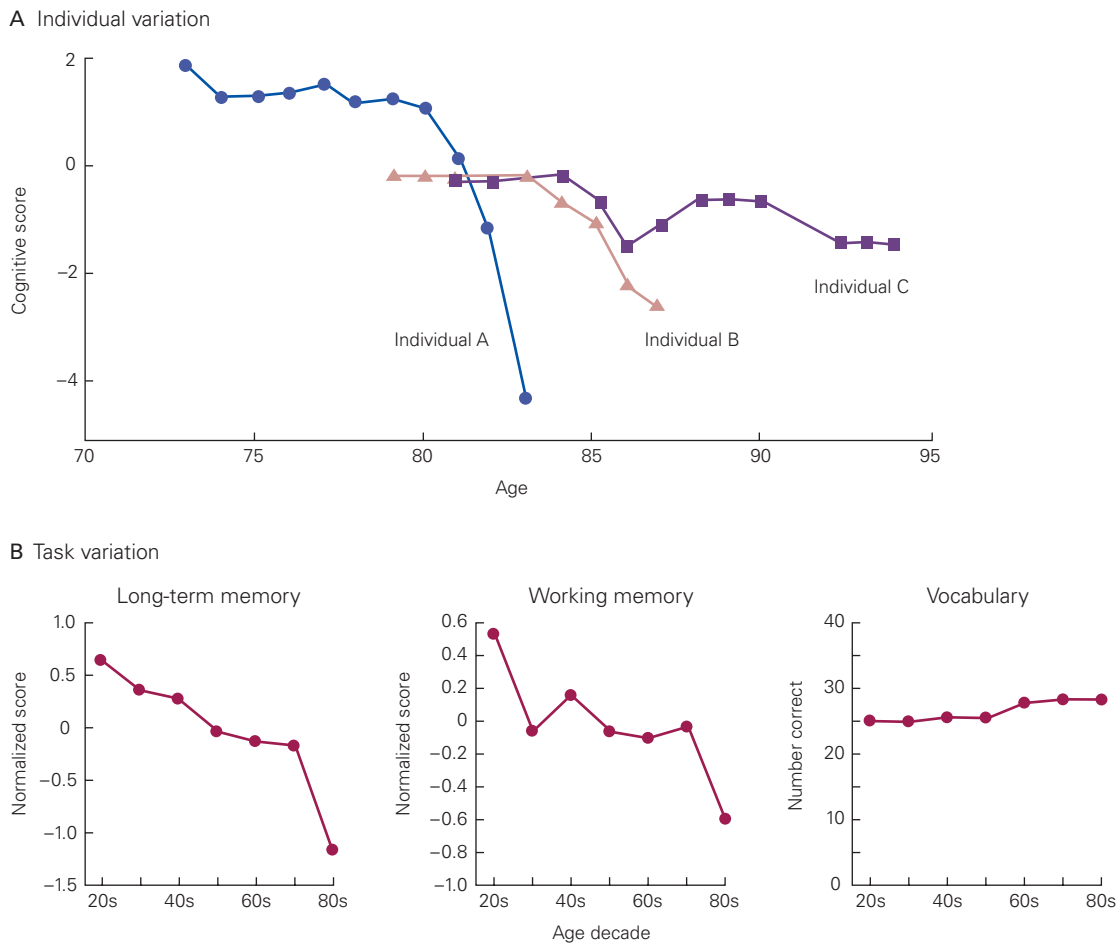 A Individual variation
2
0
−2
−4
Cognitive score
Individual A
Individual B
Individual C
70
75
80
85
90
95
Age
B Task variation
Long-term memory
1.0
0.5
0
−0.5
−1.0
−1.5
Normalized score
20s
40s
60s
80s
Working memory
0.6
0.4
0.2
0
−0.2
−0.4
−0.6
−0.8
−1.0
Normalized score
20s
40s
60s
80s
Age decade
Vocabulary
40
30
20
10
0
Number correct
20s
40s
60s
80s